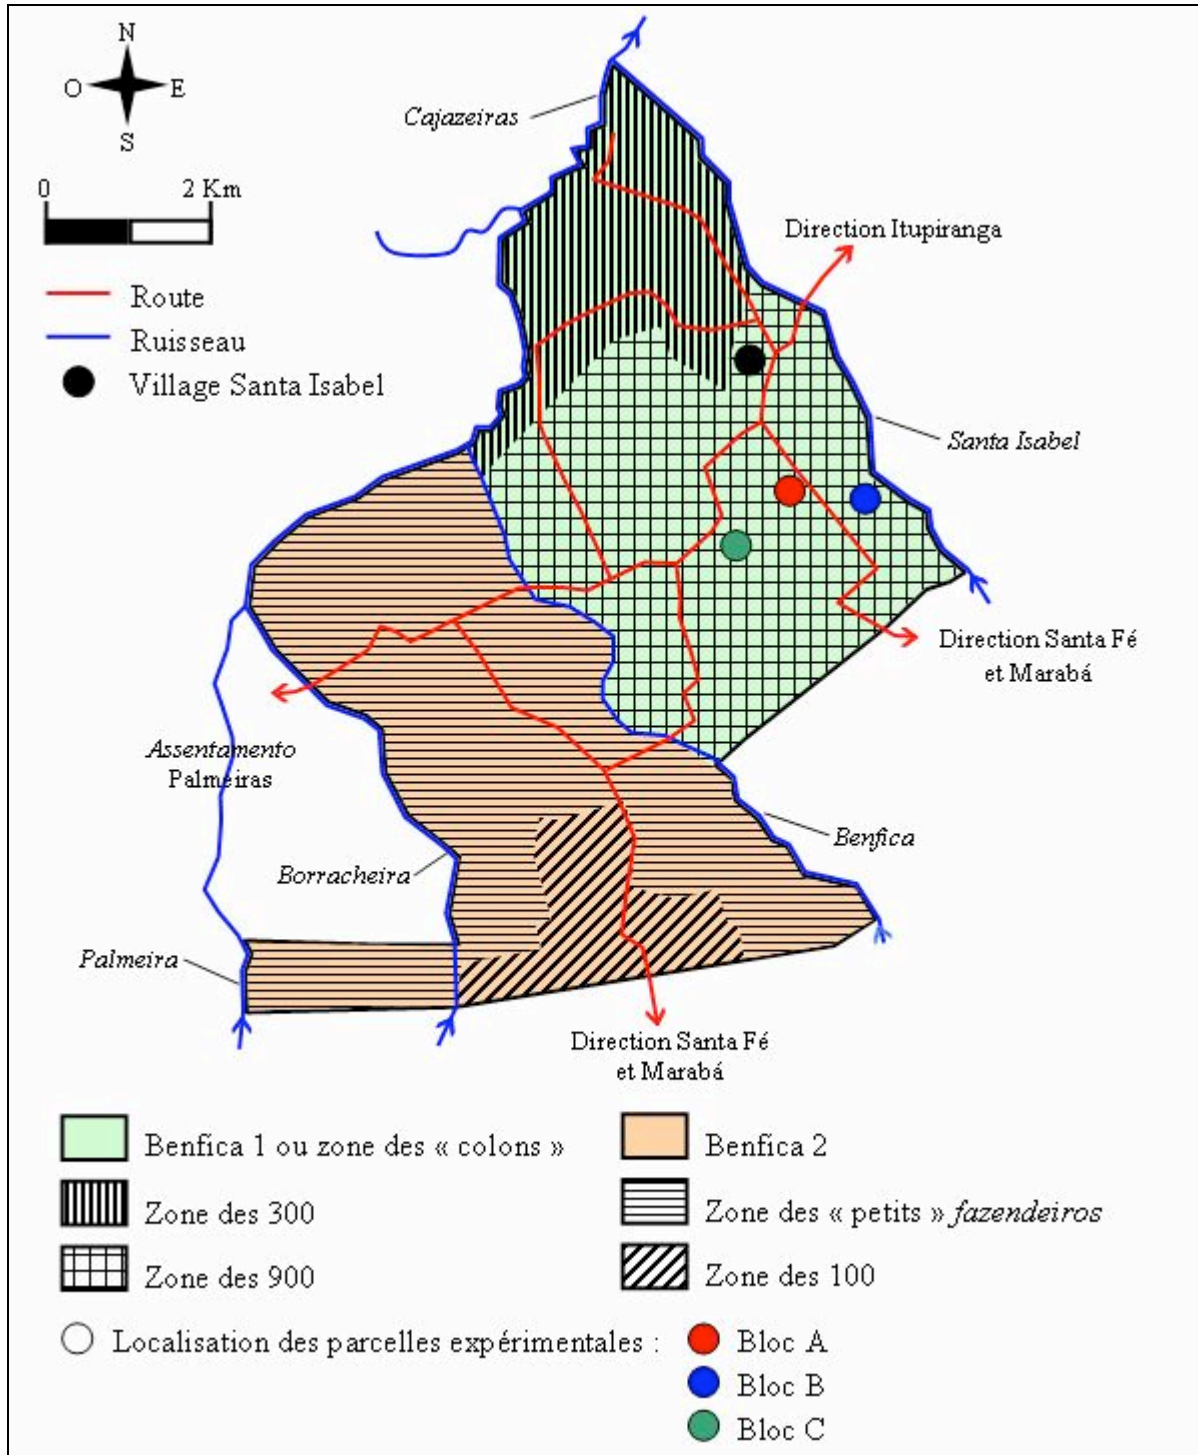 N
O E
S
0 2 Km
Route
Ruisseau
Village Santa Isabel
Cajazeiras
Direction Itupiranga
Santa Isabel
Direction Santa Fé
et Marabá
Assentamento
Palmeiras
Borracheira
Benfica
Palmeira
Direction Santa Fé
et Marabá
Benfica 1 ou zone des « colons »
Benfica 2
Zone des 300
Zone des « petits » fazendeiros
Zone des 900
Zone des 100
Localisation des parcelles expérimentales :
Bloc A
Bloc B
Bloc C